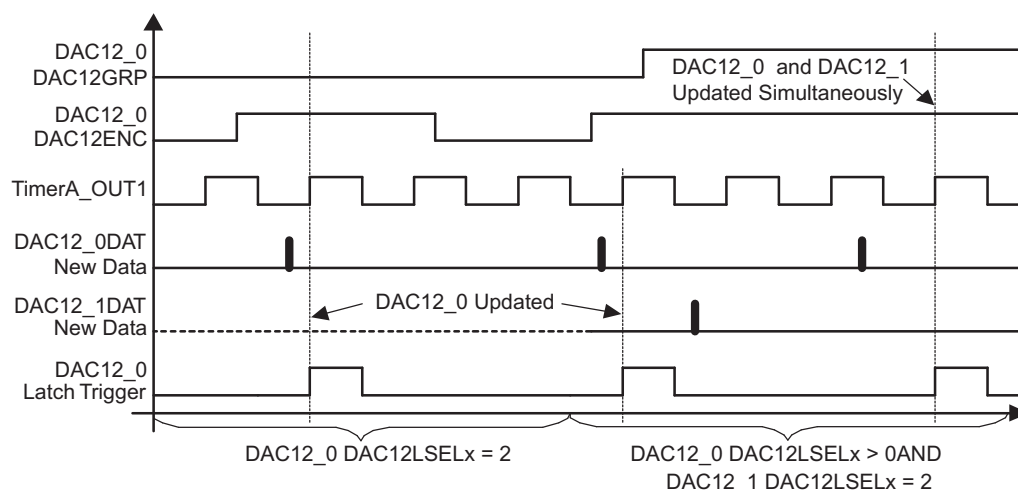 DAC12_0
DAC12GRP
DAC12_0 and DAC12_1
Updated Simultaneously
DAC12_0
DAC12ENC
TimerA_OUT1
DAC12_0DAT
New Data
DAC12_1DAT
New Data
DAC12_0 Updated
DAC12_0
Latch Trigger
DAC12_0 DAC12LSELx = 2
DAC12_0 DAC12LSELx > 0AND
DAC12_1 DAC12LSELx = 2